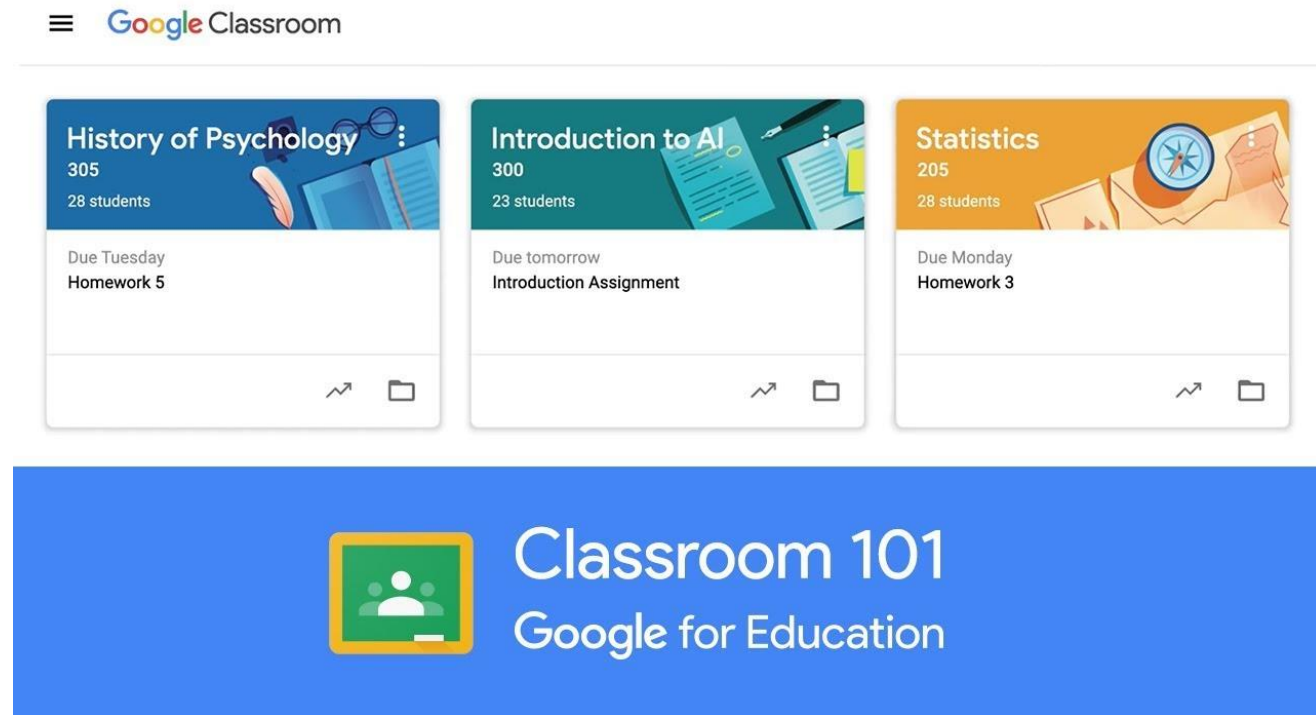 Google Classroom
History of Psychology
305
28 students
Due Tuesday
Homework 5
Introduction to AI
300
23 students
Due tomorrow
Introduction Assignment
Statistics
205
28 students
Due Monday
Homework 3
Classroom 101
Google for Education